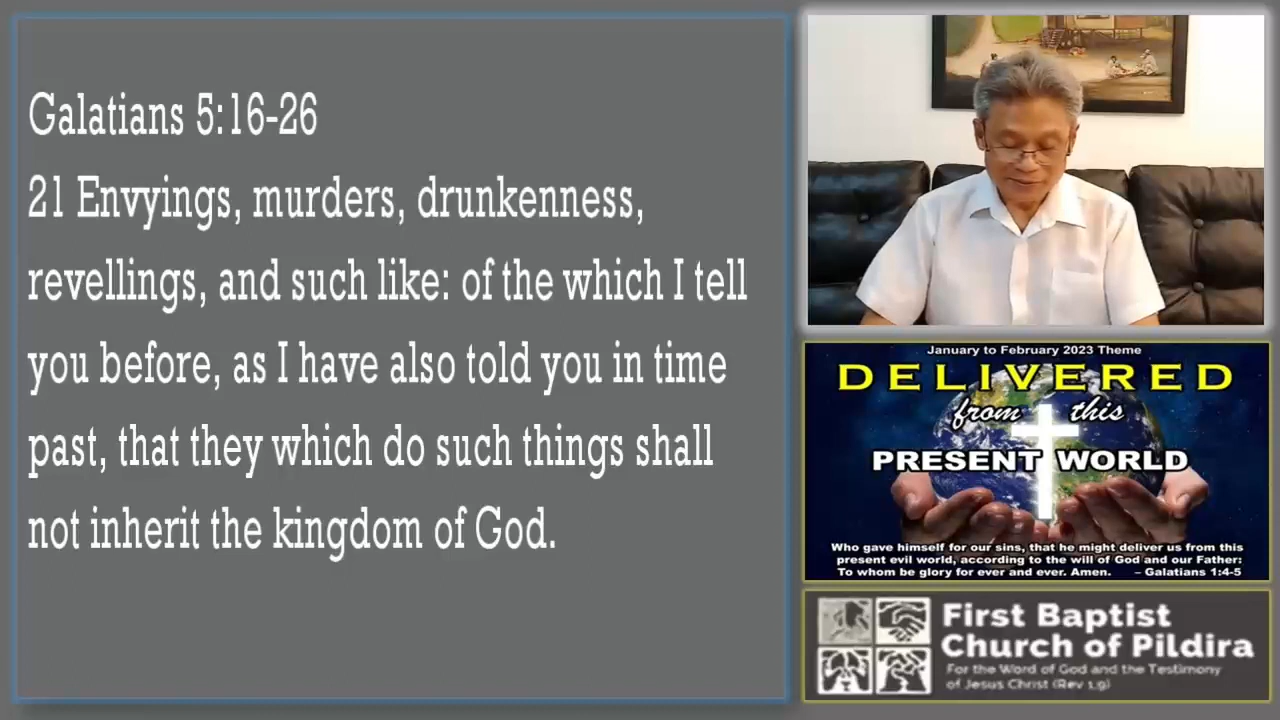 Galatians 5:16-26
21 Envyings, murders, drunkenness,
revellings, and such like: of the which I tell
you before, as I have also told you in time
past, that they which do such things shall
not inherit the kingdom of God.
January to February 2023 Theme
DELIVERED
from this
PRESENT WORLD
Who gave himself for our sins, that he might deliver us from this
present evil world, according to the will of God and our Father:
To whom be glory for ever and ever. Amen. – Galatians 1:4-5
First Baptist
Church of Pildira
For the Word of God and the Testimony
of Jesus Christ (Rev 1:9)